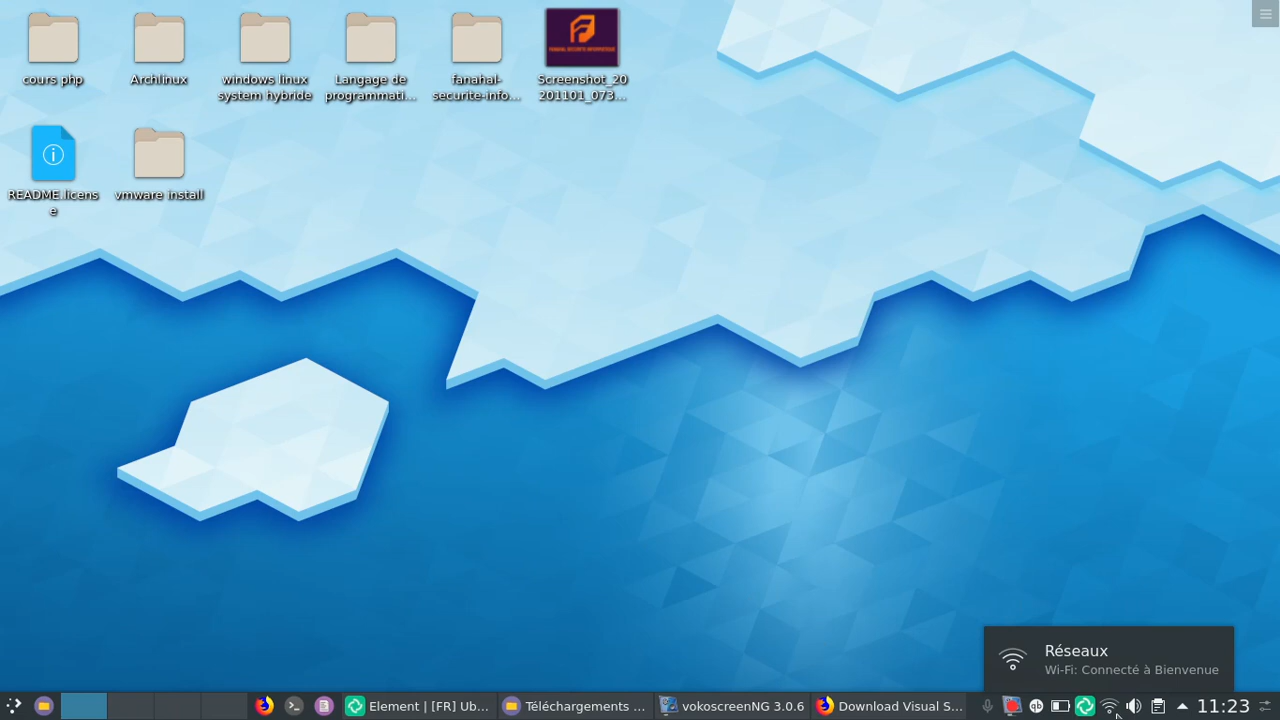 cours php
Archlinux
windows linux
system hybride
Langage de
programmati...
fanahal-
securite-info...
Screenshot_20
201101_073...
README.licens
e
vmware install
Réseaux
Wi-Fi: Connecté à Bienvenue
Element | [FR] Ub...
Téléchargements ...
vokoscreenNG 3.0.6
Download Visual S...
11:23